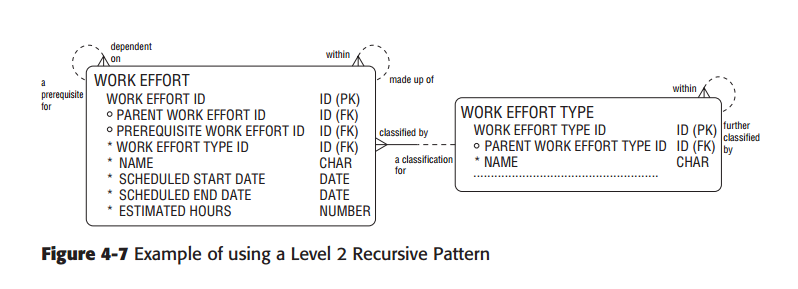 dependent
on
within
a
prerequisite
for
made up of
WORK EFFORT
WORK EFFORT ID ID (PK)
o PARENT WORK EFFORT ID ID (FK)
o PREREQUISITE WORK EFFORT ID ID (FK)
* WORK EFFORT TYPE ID ID (FK)
* NAME CHAR
* SCHEDULED START DATE DATE
* SCHEDULED END DATE DATE
* ESTIMATED HOURS NUMBER
classified by
a classification
for
within
further
classified
by
WORK EFFORT TYPE
WORK EFFORT TYPE ID ID (PK)
o PARENT WORK EFFORT TYPE ID ID (FK)
* NAME CHAR
Figure 4-7 Example of using a Level 2 Recursive Pattern